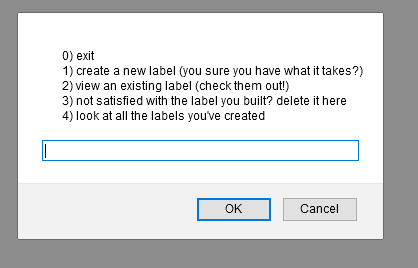 0) exit
1) create a new label (you sure you have what it takes?)
2) view an existing label (check them out!)
3) not satisfied with the label you built? delete it here
4) look at all the labels you've created
OK Cancel